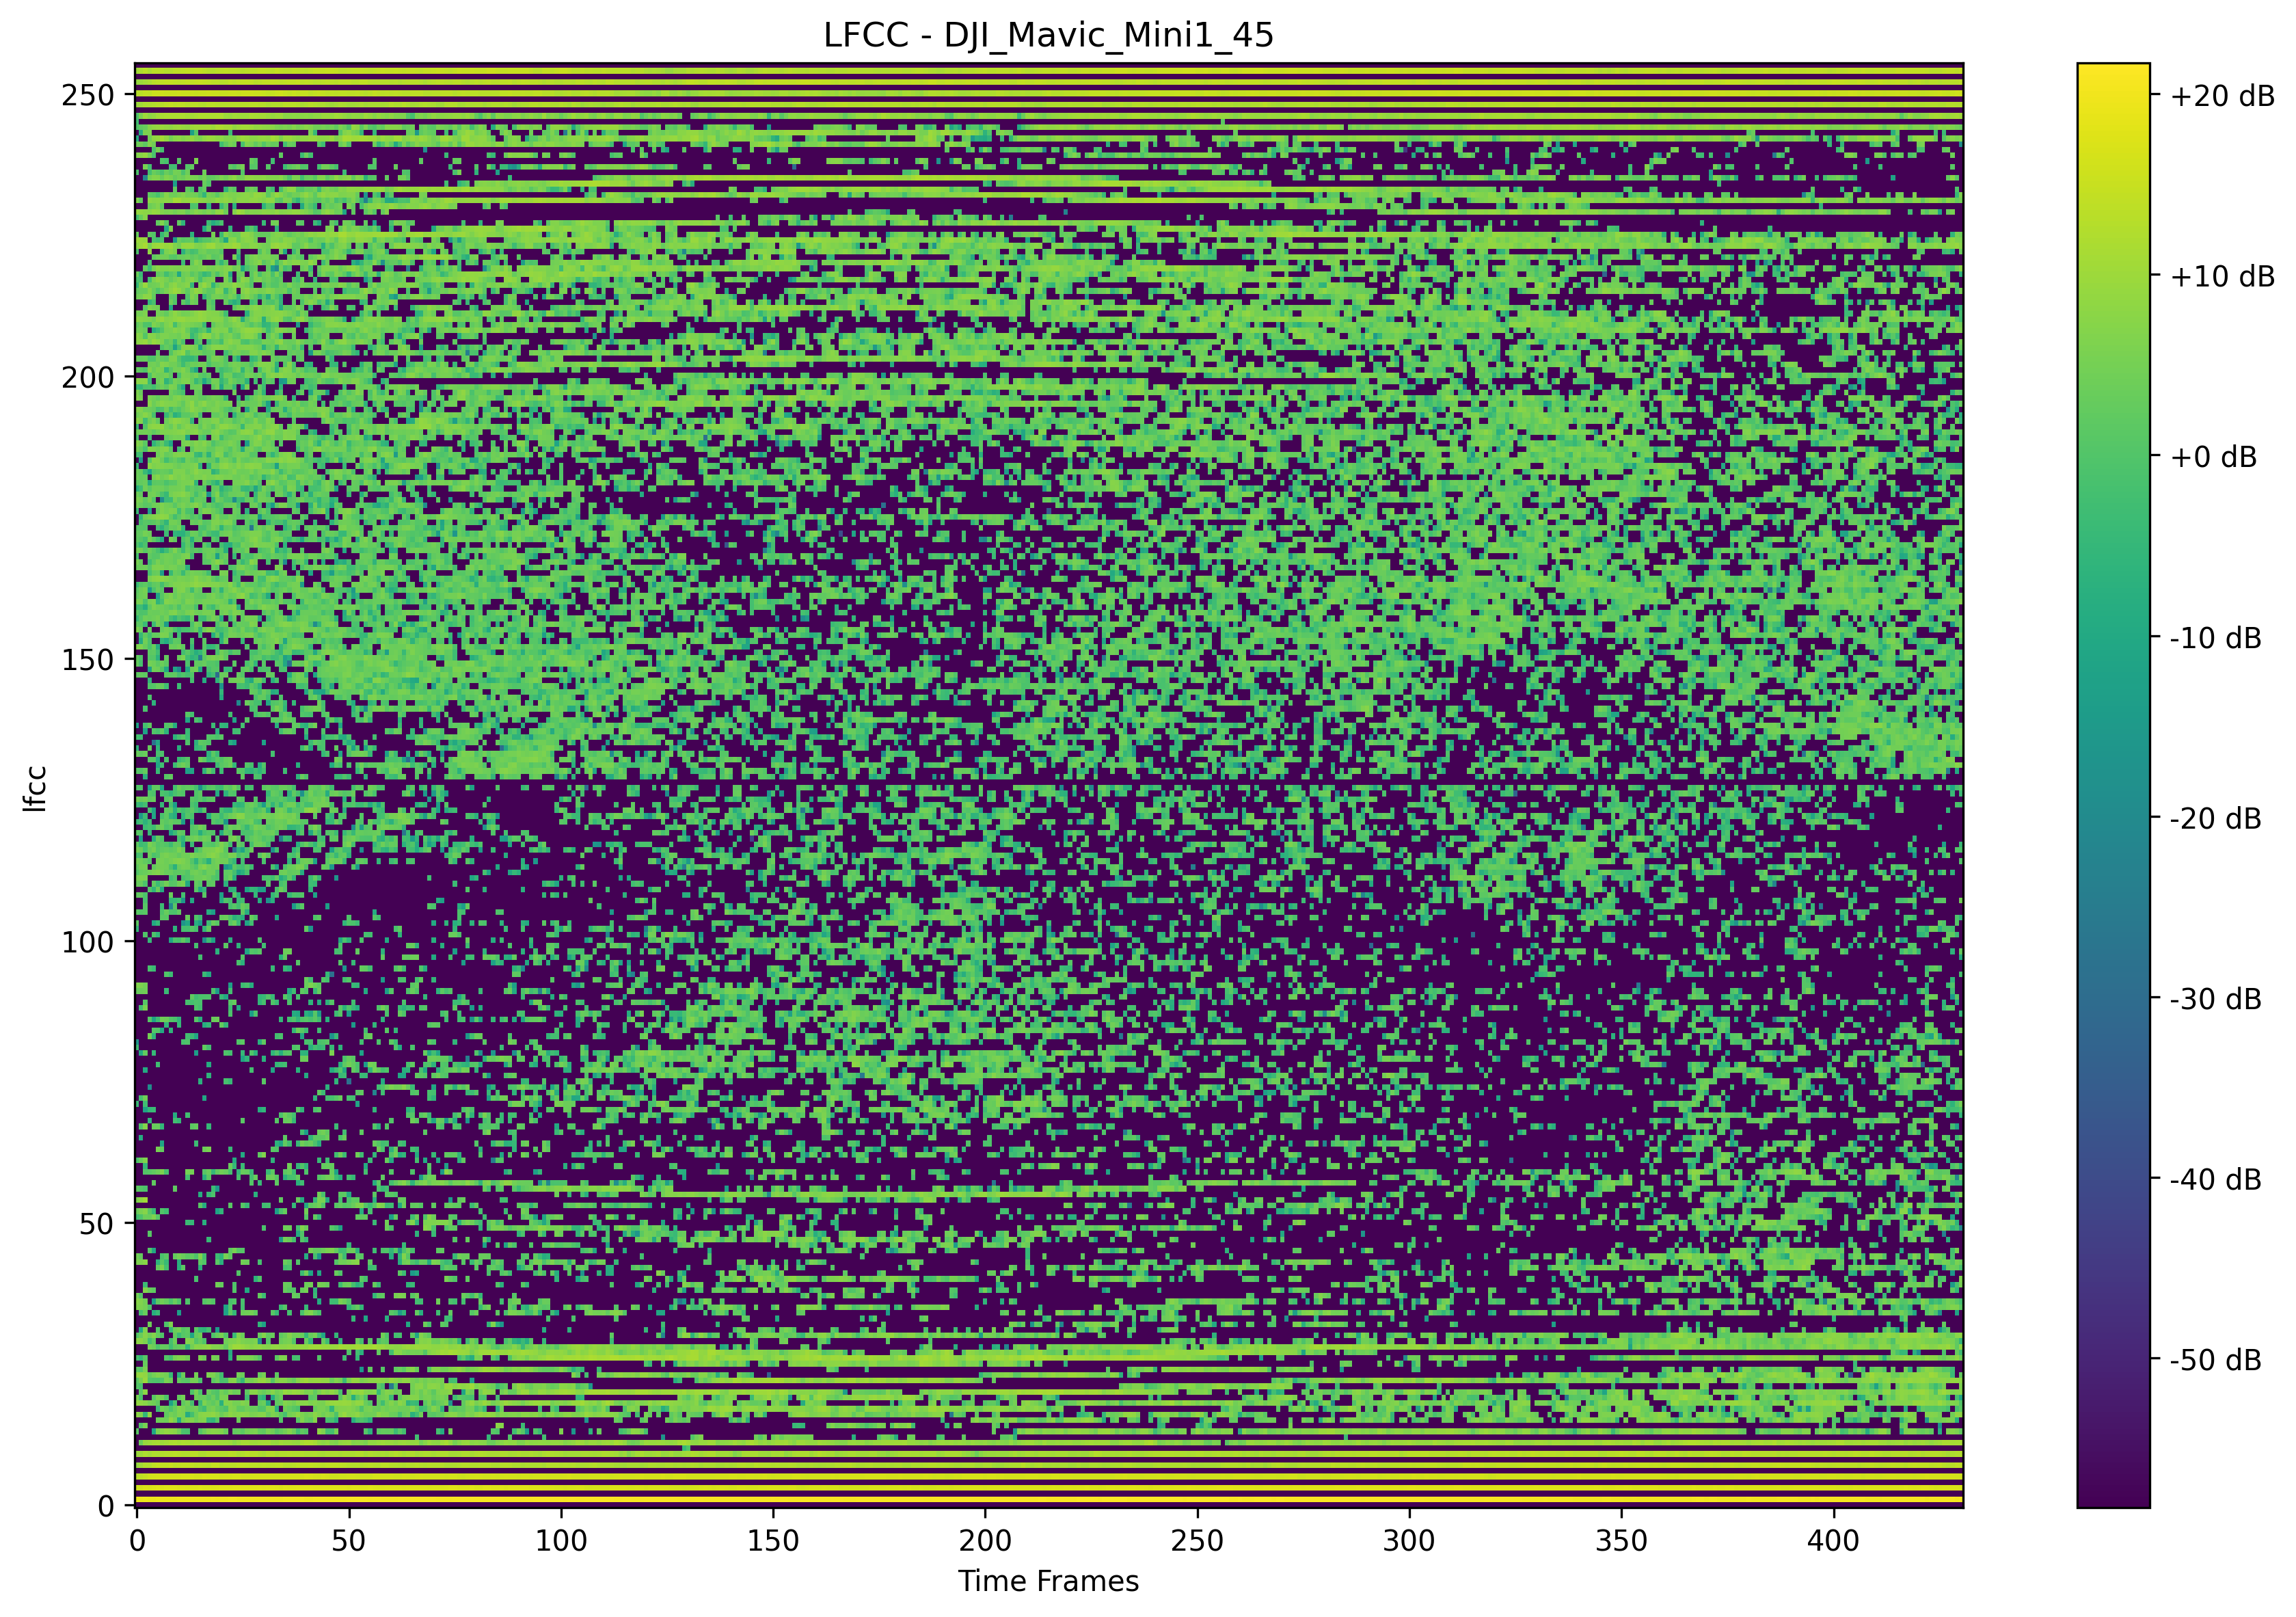 LFCC - DJI_Mavic_Mini1_45
250
200
150
100
50
0
lfcc
0 50 100 150 200 250 300 350 400
Time Frames
+20 dB
+10 dB
+0 dB
-10 dB
-20 dB
-30 dB
-40 dB
-50 dB